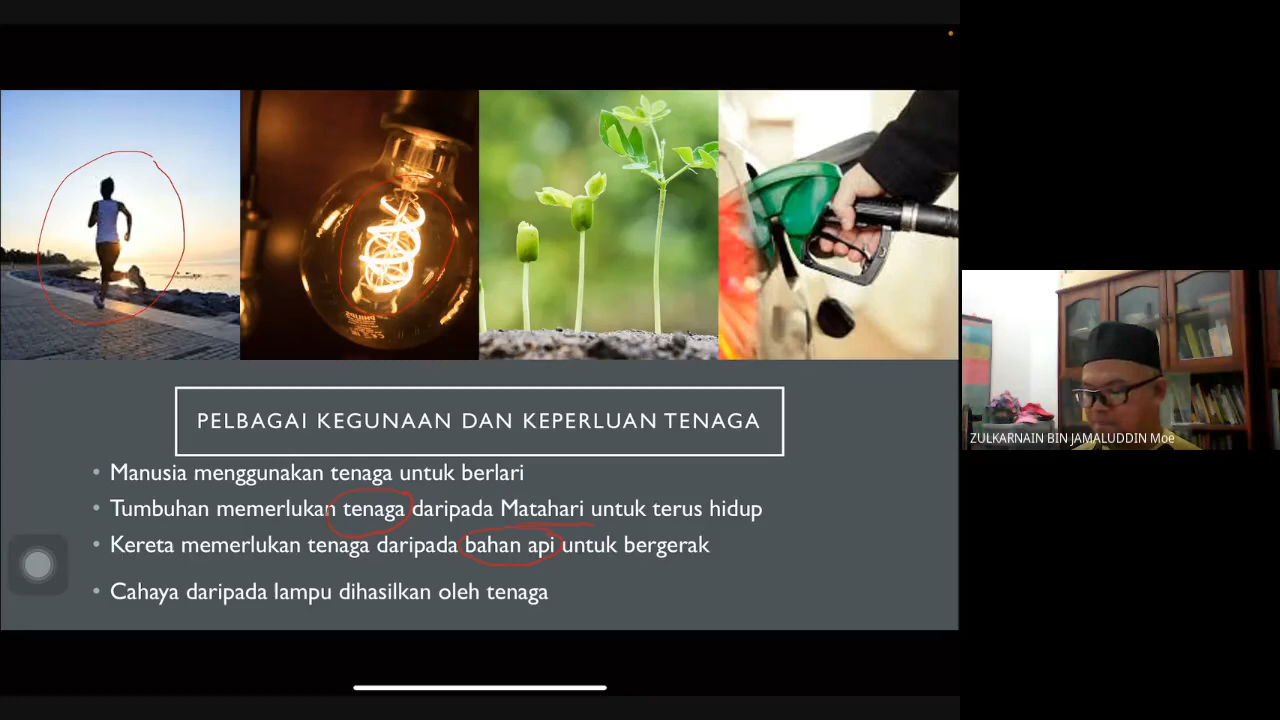 PELBAGAI KEGUNAAN DAN KEPERLUAN TENAGA
• Manusia menggunakan tenaga untuk berlari
• Tumbuhan memerlukan tenaga daripada Matahari untuk terus hidup
• Kereta memerlukan tenaga daripada bahan api untuk bergerak
• Cahaya daripada lampu dihasilkan oleh tenaga
ZULKARNAIN BIN JAMALUDDIN Moe